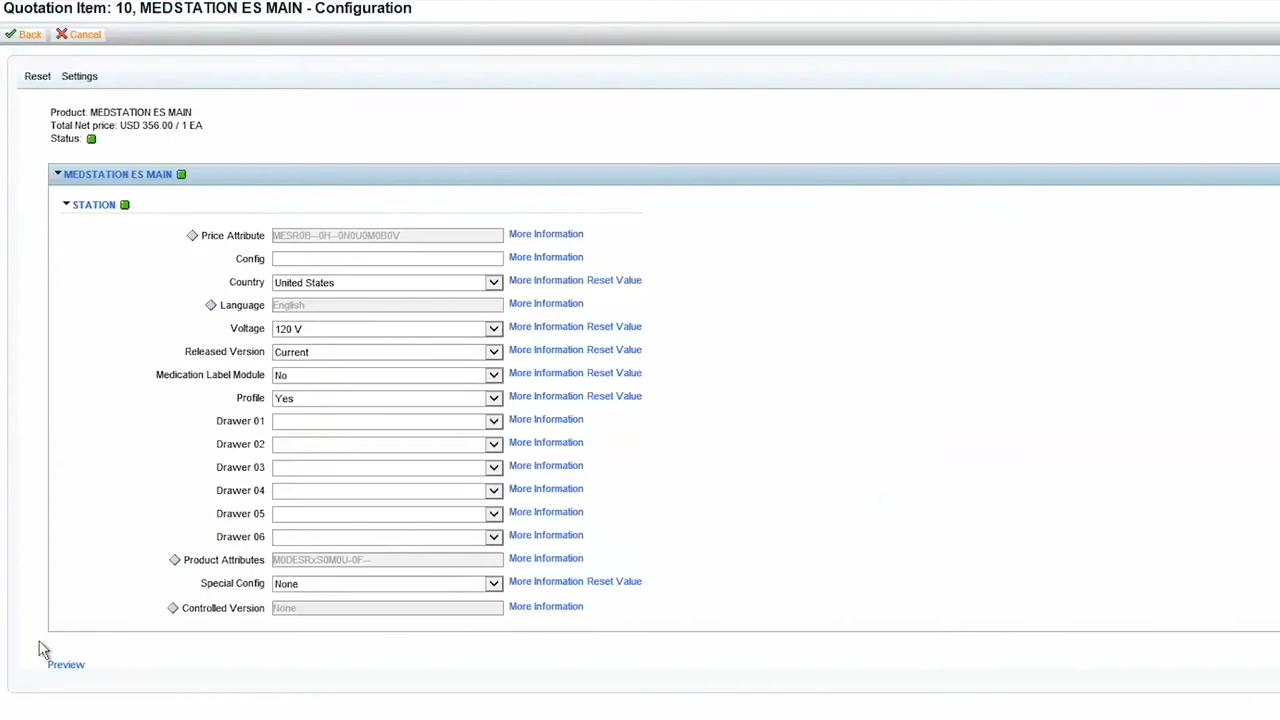 Quotation Item: 10, MEDSTATION ES MAIN - Configuration
Back Cancel
Reset Settings
Product: MEDSTATION ES MAIN
Total Net price: USD 356.00 / 1 EA
Status:
MEDSTATION ES MAIN
STATION
Price Attribute MESR0B--0H--0N0U0M0B0V More Information
Config More Information
Country United States More Information Reset Value
Language English More Information
Voltage 120 V More Information Reset Value
Released Version Current More Information Reset Value
Medication Label Module No More Information Reset Value
Profile Yes More Information Reset Value
Drawer 01 More Information
Drawer 02 More Information
Drawer 03 More Information
Drawer 04 More Information
Drawer 05 More Information
Drawer 06 More Information
Product Attributes M0DESRxS0M0U-0F-- More Information
Special Config None More Information Reset Value
Controlled Version None More Information
Preview